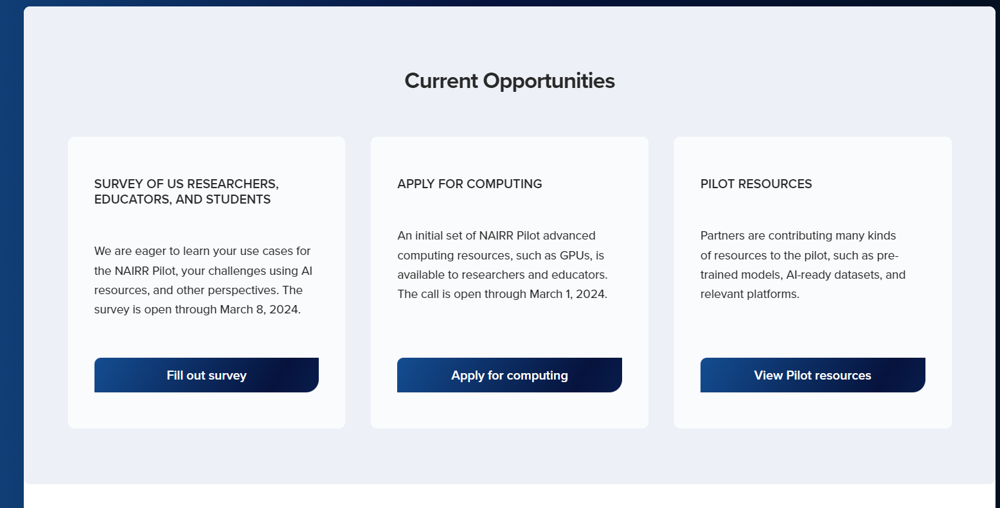 Current Opportunities
SURVEY OF US RESEARCHERS,
EDUCATORS, AND STUDENTS
We are eager to learn your use cases for
the NAIRR Pilot, your challenges using AI
resources, and other perspectives. The
survey is open through March 8, 2024.
Fill out survey
APPLY FOR COMPUTING
An initial set of NAIRR Pilot advanced
computing resources, such as GPUs, is
available to researchers and educators.
The call is open through March 1, 2024.
Apply for computing
PILOT RESOURCES
Partners are contributing many kinds
of resources to the pilot, such as pre-
trained models, AI-ready datasets, and
relevant platforms.
View Pilot resources